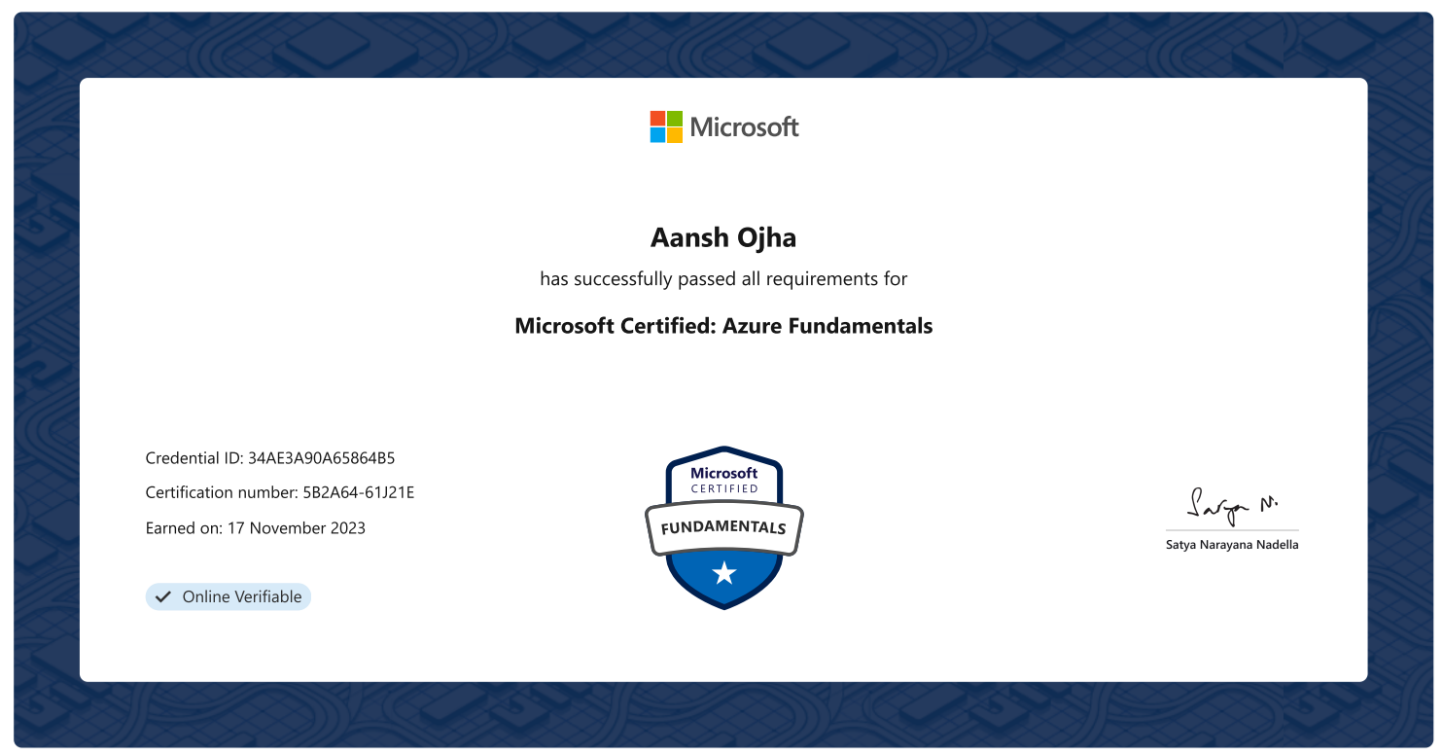 Microsoft
Aansh Ojha
has successfully passed all requirements for
Microsoft Certified: Azure Fundamentals
Credential ID: 34AE3A90A65864B5
Certification number: 5B2A64-61J21E
Earned on: 17 November 2023
Online Verifiable
Microsoft
CERTIFIED
FUNDAMENTALS
Satya N.
Satya Narayana Nadella